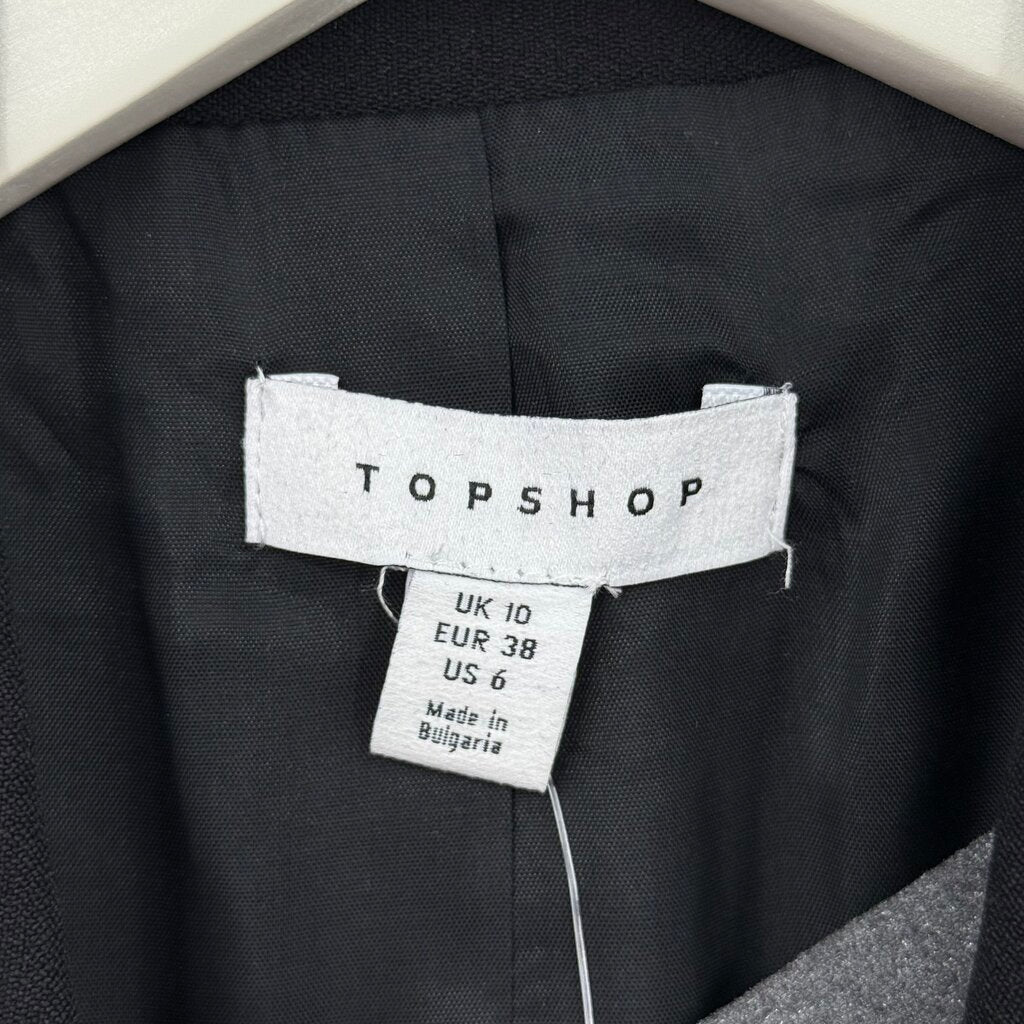 TOPSHOP
UK 10
EUR 38
US 6
Made in
Bulgaria